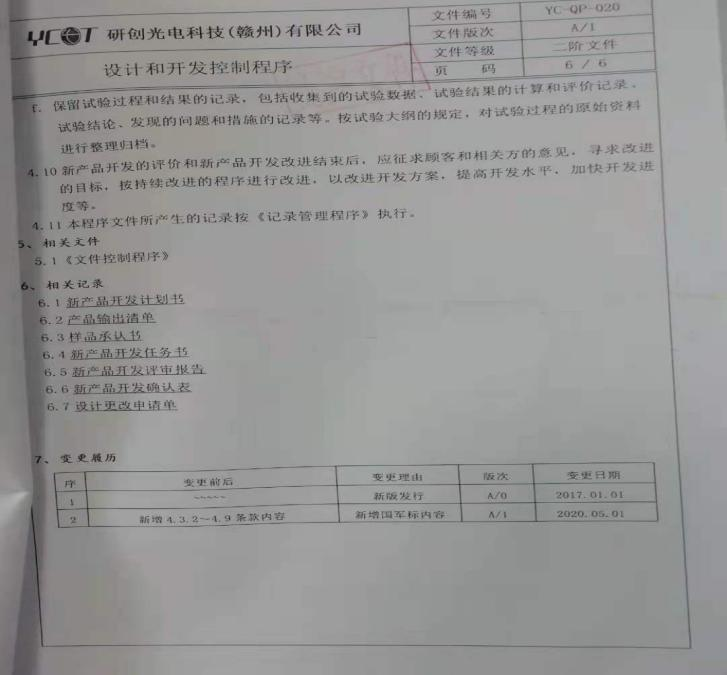 YCOT 研创光电科技(赣州)有限公司
文件编号 YC-QP-020
文件版次 A/1
文件等级 二阶文件
设计和开发控制程序
页 码 6 / 6
f. 保留试验过程和结果的记录，包括收集到的试验数据、试验结果的计算和评价记录、
试验结论、发现的问题和措施的记录等。按试验大纲的规定，对试验过程的原始资料
进行整理归档。
4.10 新产品开发的评价和新产品开发改进结束后，应征求顾客和相关方的意见，寻求改进
的目标，按持续改进的程序进行改进，以改进开发方案，提高开发水平，加快开发进
度等。
4.11 本程序文件所产生的记录按《记录管理程序》执行。
5、相关文件
5.1《文件控制程序》
6、相关记录
6.1 新产品开发计划书
6.2 产品输出清单
6.3 样品承认书
6.4 新产品开发任务书
6.5 新产品开发评审报告
6.6 新产品开发确认表
6.7 设计更改申请单
7、变更履历
序 变更前后 变更理由 版次 变更日期
1 ~~~~~ 新版发行 A/0 2017.01.01
2 新增 4.3.2～4.9 条款内容 新增国军标内容 A/1 2020.05.01